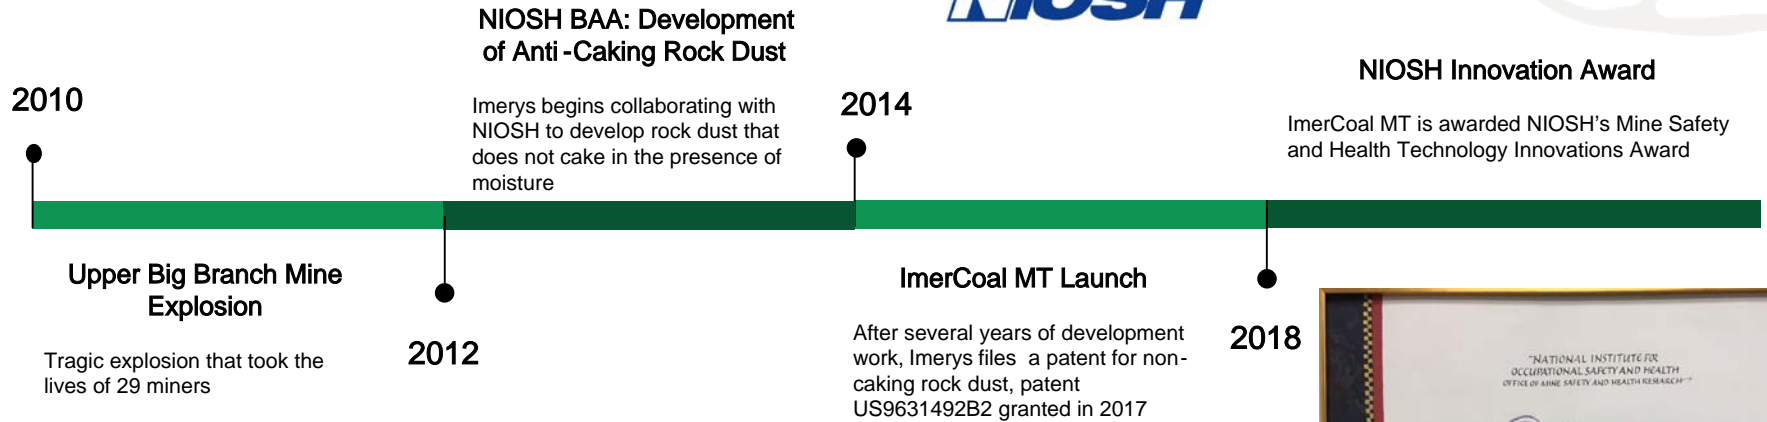 NIOSH
NIOSH BAA: Development
of Anti-Caking Rock Dust
Imerys begins collaborating with
NIOSH to develop rock dust that
does not cake in the presence of
moisture
NIOSH Innovation Award
ImerCoal MT is awarded NIOSH’s Mine Safety
and Health Technology Innovations Award
2010
2014
Upper Big Branch Mine
Explosion
Tragic explosion that took the
lives of 29 miners
2012
ImerCoal MT Launch
After several years of development
work, Imerys files a patent for non-
caking rock dust, patent
US9631492B2 granted in 2017
2018
"NATIONAL INSTITUTE FOR
OCCUPATIONAL SAFETY AND HEALTH
OFFICE OF MINE SAFETY AND HEALTH RESEARCH"